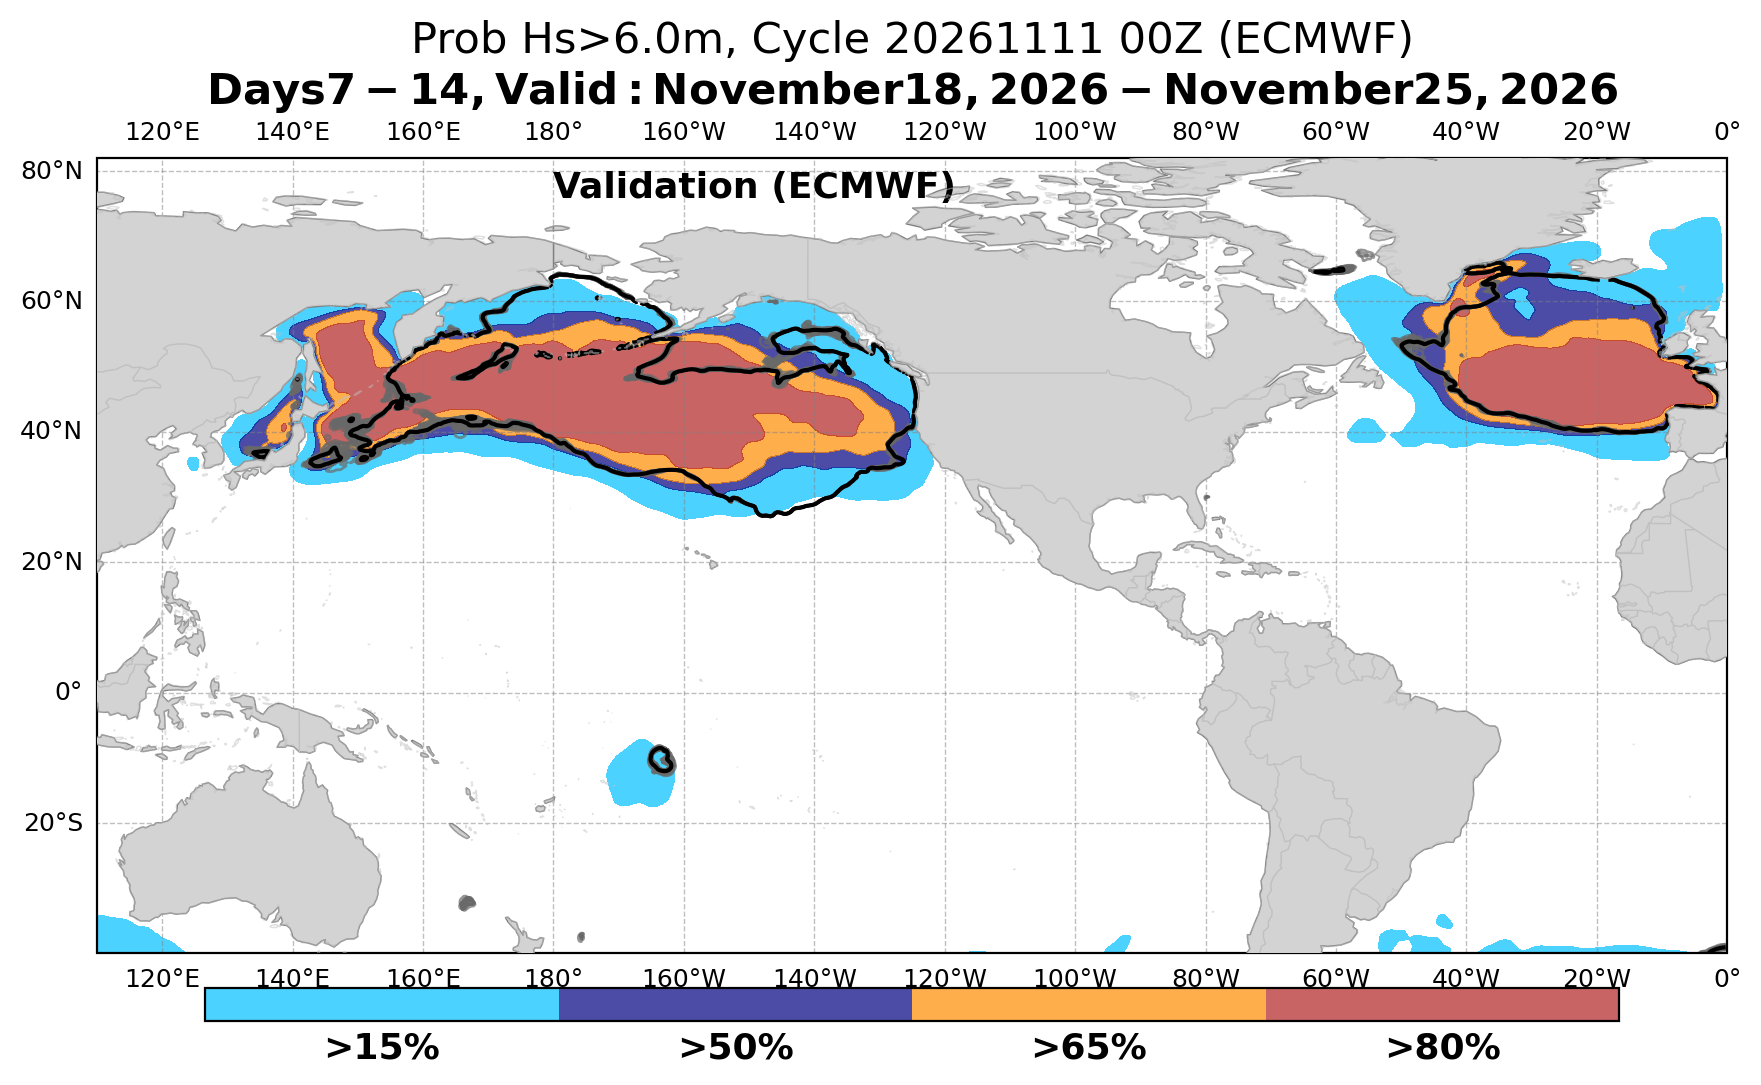 Prob Hs>6.0m, Cycle 20261111 00Z (ECMWF)
Days7 − 14, Valid : November18, 2026 − November25, 2026
120°E 140°E 160°E 180° 160°W 140°W 120°W 100°W 80°W 60°W 40°W 20°W 0°
80°N
Validation (ECMWF)
60°N
40°N
20°N
0°
20°S
120°E 140°E 160°E 180° 160°W 140°W 120°W 100°W 80°W 60°W 40°W 20°W 0°
>15% >50% >65% >80%